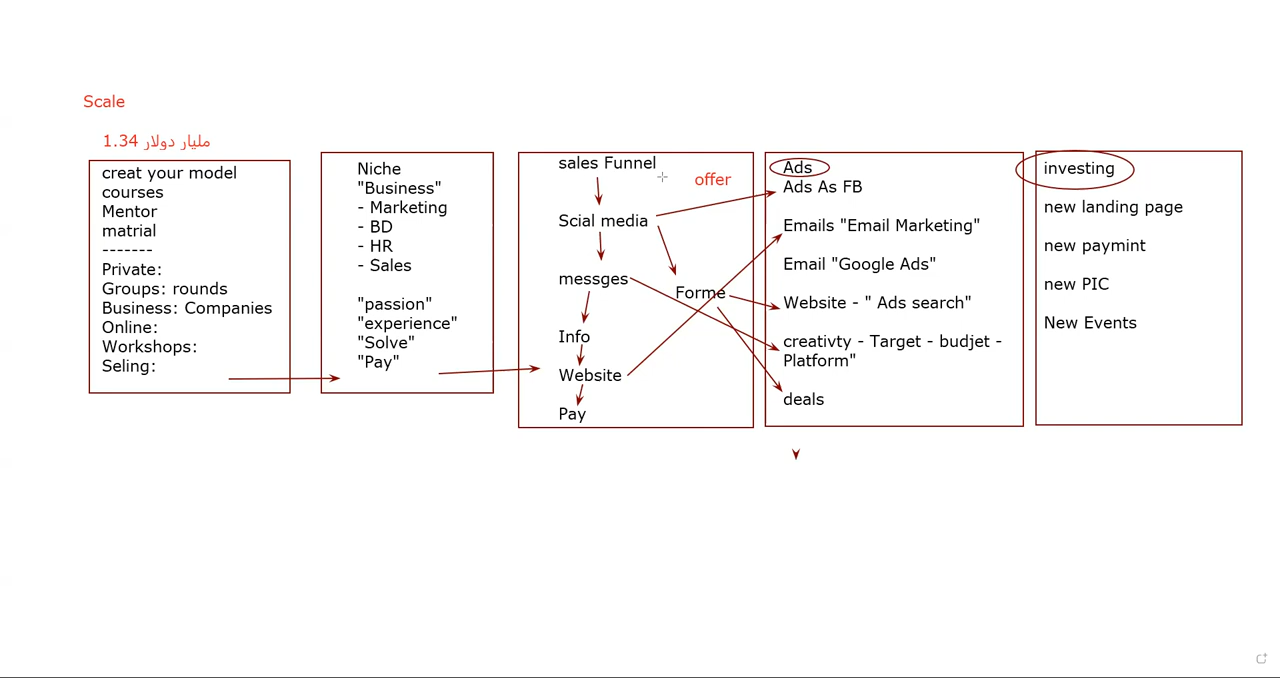 Scale
1.34 مليار دولار
creat your model
courses
Mentor
matrial
-------
Private:
Groups: rounds
Business: Companies
Online:
Workshops:
Seling:
Niche
"Business"
- Marketing
- BD
- HR
- Sales
"passion"
"experience"
"Solve"
"Pay"
sales Funnel
offer
Scial media
messges
Forme
Info
Website
Pay
Ads
Ads As FB
Emails "Email Marketing"
Email "Google Ads"
Website - " Ads search"
creativty - Target - budjet -
Platform"
deals
investing
new landing page
new paymint
new PIC
New Events